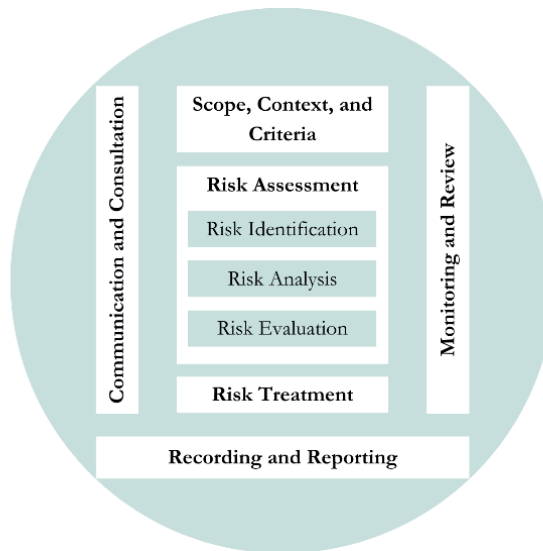 Communication and Consultation
Scope, Context, and
Criteria
Risk Assessment
Risk Identification
Risk Analysis
Risk Evaluation
Risk Treatment
Monitoring and Review
Recording and Reporting